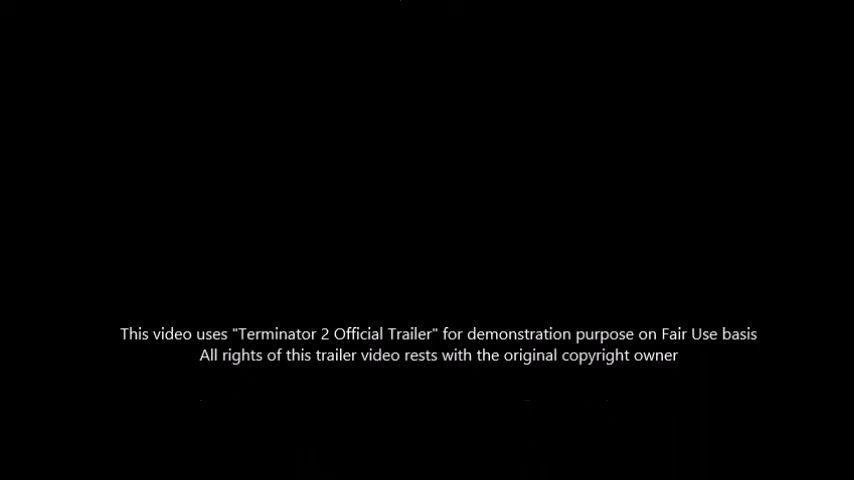 This video uses "Terminator 2 Official Trailer" for demonstration purpose on Fair Use basis
All rights of this trailer video rests with the original copyright owner